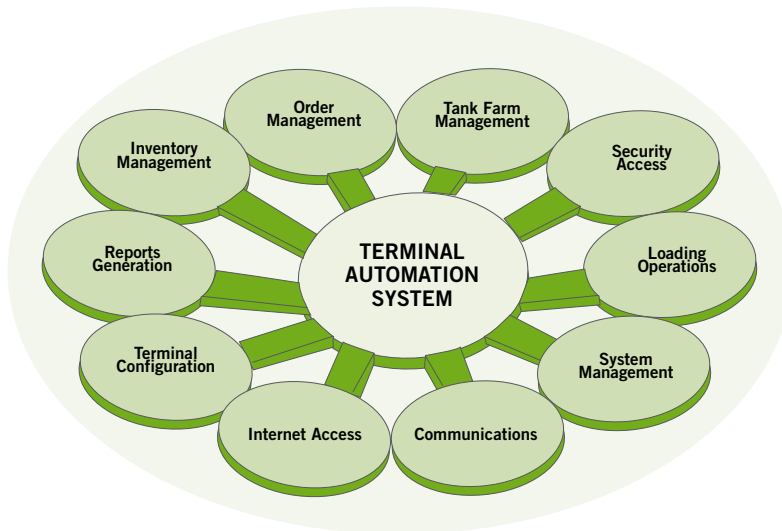 Order
Management
Tank Farm
Management
Inventory
Management
Security
Access
Reports
Generation
TERMINAL
AUTOMATION
SYSTEM
Loading
Operations
Terminal
Configuration
System
Management
Internet Access
Communications